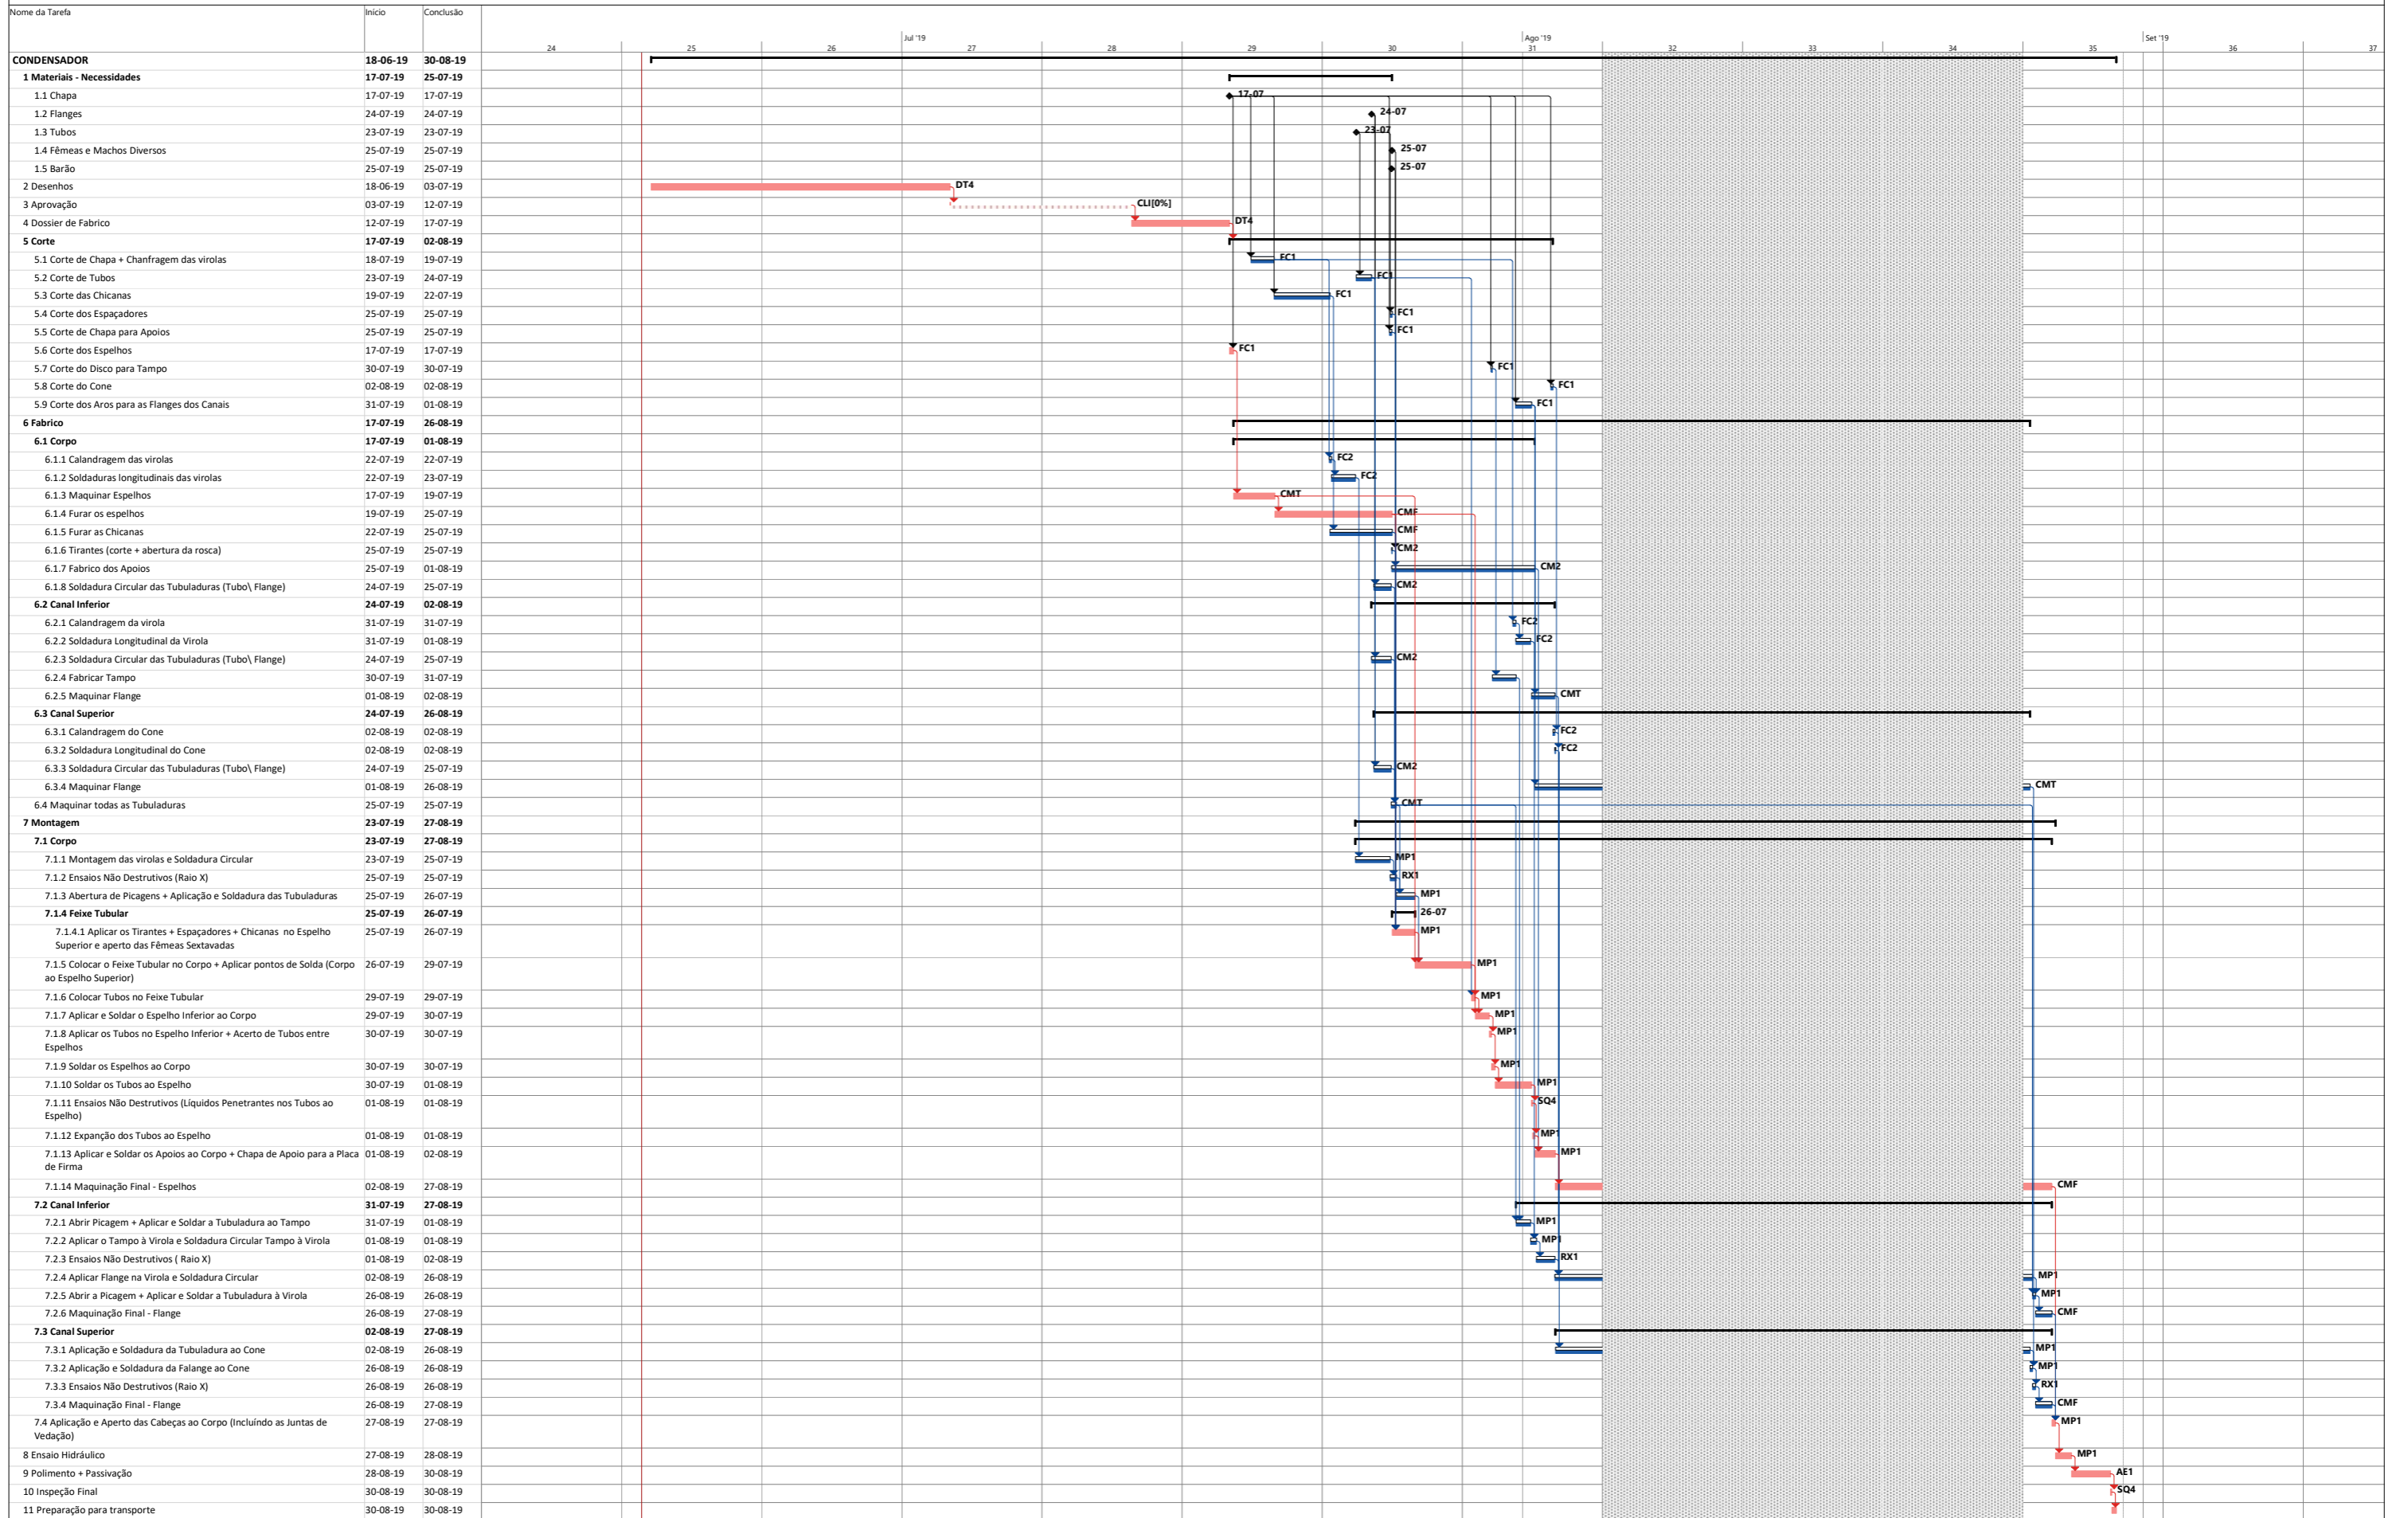 Nome da Tarefa Início Conclusão
Jul '19 Ago '19 Set '19
24 25 26 27 28 29 30 31 32 33 34 35 36 37
CONDENSADOR 18-06-19 30-08-19
1 Materiais - Necessidades 17-07-19 25-07-19
1.1 Chapa 17-07-19 17-07-19 17-07
1.2 Flanges 24-07-19 24-07-19 24-07
1.3 Tubos 23-07-19 23-07-19 23-07
1.4 Fêmeas e Machos Diversos 25-07-19 25-07-19 25-07
1.5 Barão 25-07-19 25-07-19 25-07
2 Desenhos 18-06-19 03-07-19 DT4
3 Aprovação 03-07-19 12-07-19 CLI[0%]
4 Dossier de Fabrico 12-07-19 17-07-19 DT4
5 Corte 17-07-19 02-08-19
5.1 Corte de Chapa + Chanfragem das virolas 18-07-19 19-07-19 FC1
5.2 Corte de Tubos 23-07-19 24-07-19 FC1
5.3 Corte das Chicanas 19-07-19 22-07-19 FC1
5.4 Corte dos Espaçadores 25-07-19 25-07-19 FC1
5.5 Corte de Chapa para Apoios 25-07-19 25-07-19 FC1
5.6 Corte dos Espelhos 17-07-19 17-07-19 FC1
5.7 Corte do Disco para Tampo 30-07-19 30-07-19 FC1
5.8 Corte do Cone 02-08-19 02-08-19 FC1
5.9 Corte dos Aros para as Flanges dos Canais 31-07-19 01-08-19 FC1
6 Fabrico 17-07-19 26-08-19
6.1 Corpo 17-07-19 01-08-19
6.1.1 Calandragem das virolas 22-07-19 22-07-19 FC2
6.1.2 Soldaduras longitudinais das virolas 22-07-19 23-07-19 FC2
6.1.3 Maquinar Espelhos 17-07-19 19-07-19 CMT
6.1.4 Furar os espelhos 19-07-19 25-07-19 CMF
6.1.5 Furar as Chicanas 22-07-19 25-07-19 CMF
6.1.6 Tirantes (corte + abertura da rosca) 25-07-19 25-07-19 CM2
6.1.7 Fabrico dos Apoios 25-07-19 01-08-19 CM2
6.1.8 Soldadura Circular das Tubuladuras (Tubo\ Flange) 24-07-19 25-07-19 CM2
6.2 Canal Inferior 24-07-19 02-08-19
6.2.1 Calandragem da virola 31-07-19 31-07-19 FC2
6.2.2 Soldadura Longitudinal da Virola 31-07-19 01-08-19 FC2
6.2.3 Soldadura Circular das Tubuladuras (Tubo\ Flange) 24-07-19 25-07-19 CM2
6.2.4 Fabricar Tampo 30-07-19 31-07-19
6.2.5 Maquinar Flange 01-08-19 02-08-19 CMT
6.3 Canal Superior 24-07-19 26-08-19
6.3.1 Calandragem do Cone 02-08-19 02-08-19 FC2
6.3.2 Soldadura Longitudinal do Cone 02-08-19 02-08-19 FC2
6.3.3 Soldadura Circular das Tubuladuras (Tubo\ Flange) 24-07-19 25-07-19 CM2
6.3.4 Maquinar Flange 01-08-19 26-08-19 CMT
6.4 Maquinar todas as Tubuladuras 25-07-19 25-07-19 CMT
7 Montagem 23-07-19 27-08-19
7.1 Corpo 23-07-19 27-08-19
7.1.1 Montagem das virolas e Soldadura Circular 23-07-19 25-07-19 MP1
7.1.2 Ensaios Não Destrutivos (Raio X) 25-07-19 25-07-19 RX1
7.1.3 Abertura de Picagens + Aplicação e Soldadura das Tubuladuras 25-07-19 26-07-19 MP1
7.1.4 Feixe Tubular 25-07-19 26-07-19 26-07
7.1.4.1 Aplicar os Tirantes + Espaçadores + Chicanas no Espelho 25-07-19 26-07-19 MP1
Superior e aperto das Fêmeas Sextavadas
7.1.5 Colocar o Feixe Tubular no Corpo + Aplicar pontos de Solda (Corpo 26-07-19 29-07-19 MP1
ao Espelho Superior)
7.1.6 Colocar Tubos no Feixe Tubular 29-07-19 29-07-19 MP1
7.1.7 Aplicar e Soldar o Espelho Inferior ao Corpo 29-07-19 30-07-19 MP1
7.1.8 Aplicar os Tubos no Espelho Inferior + Acerto de Tubos entre 30-07-19 30-07-19 MP1
Espelhos
7.1.9 Soldar os Espelhos ao Corpo 30-07-19 30-07-19 MP1
7.1.10 Soldar os Tubos ao Espelho 30-07-19 01-08-19 MP1
7.1.11 Ensaios Não Destrutivos (Líquidos Penetrantes nos Tubos ao 01-08-19 01-08-19 SQ4
Espelho)
7.1.12 Expanção dos Tubos ao Espelho 01-08-19 01-08-19 MP1
7.1.13 Aplicar e Soldar os Apoios ao Corpo + Chapa de Apoio para a Placa 01-08-19 02-08-19 MP1
de Firma
7.1.14 Maquinação Final - Espelhos 02-08-19 27-08-19 CMF
7.2 Canal Inferior 31-07-19 27-08-19
7.2.1 Abrir Picagem + Aplicar e Soldar a Tubuladura ao Tampo 31-07-19 01-08-19 MP1
7.2.2 Aplicar o Tampo à Virola e Soldadura Circular Tampo à Virola 01-08-19 01-08-19 MP1
7.2.3 Ensaios Não Destrutivos ( Raio X) 01-08-19 02-08-19 RX1
7.2.4 Aplicar Flange na Virola e Soldadura Circular 02-08-19 26-08-19 MP1
7.2.5 Abrir a Picagem + Aplicar e Soldar a Tubuladura à Virola 26-08-19 26-08-19 MP1
7.2.6 Maquinação Final - Flange 26-08-19 27-08-19 CMF
7.3 Canal Superior 02-08-19 27-08-19
7.3.1 Aplicação e Soldadura da Tubuladura ao Cone 02-08-19 26-08-19 MP1
7.3.2 Aplicação e Soldadura da Falange ao Cone 26-08-19 26-08-19 MP1
7.3.3 Ensaios Não Destrutivos (Raio X) 26-08-19 26-08-19 RX1
7.3.4 Maquinação Final - Flange 26-08-19 27-08-19 CMF
7.4 Aplicação e Aperto das Cabeças ao Corpo (Incluíndo as Juntas de 27-08-19 27-08-19 MP1
Vedação)
8 Ensaio Hidráulico 27-08-19 28-08-19 MP1
9 Polimento + Passivação 28-08-19 30-08-19 AE1
10 Inspeção Final 30-08-19 30-08-19 SQ4
11 Preparação para transporte 30-08-19 30-08-19